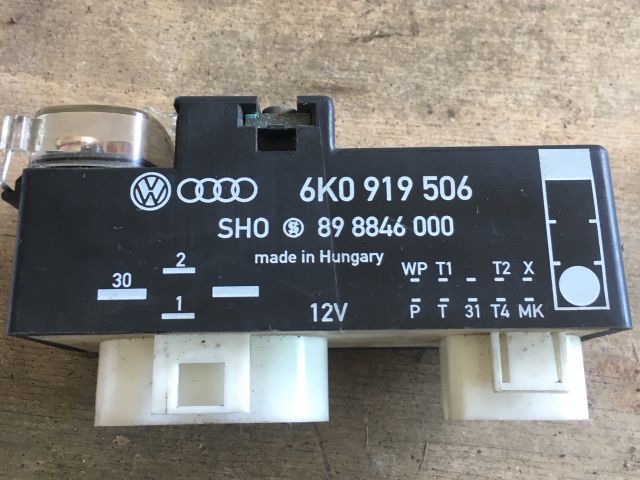 6K0 919 506
SHO S 89 8846 000
made in Hungary
30 2
1
12V
WP T1 T2 X
P T 31 T4 MK